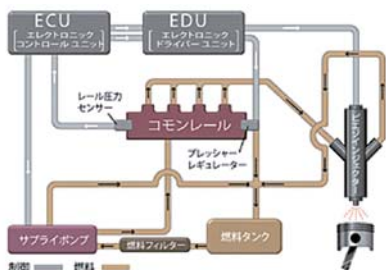 ECU
エレクトロニック
コントロール ユニット
EDU
エレクトロニック
ドライバー ユニット
レール圧力
センサー
コモンレール
プレッシャー
レギュレーター
ピエゾインジェクター
サプライポンプ
燃料フィルター
燃料タンク
制御
燃料